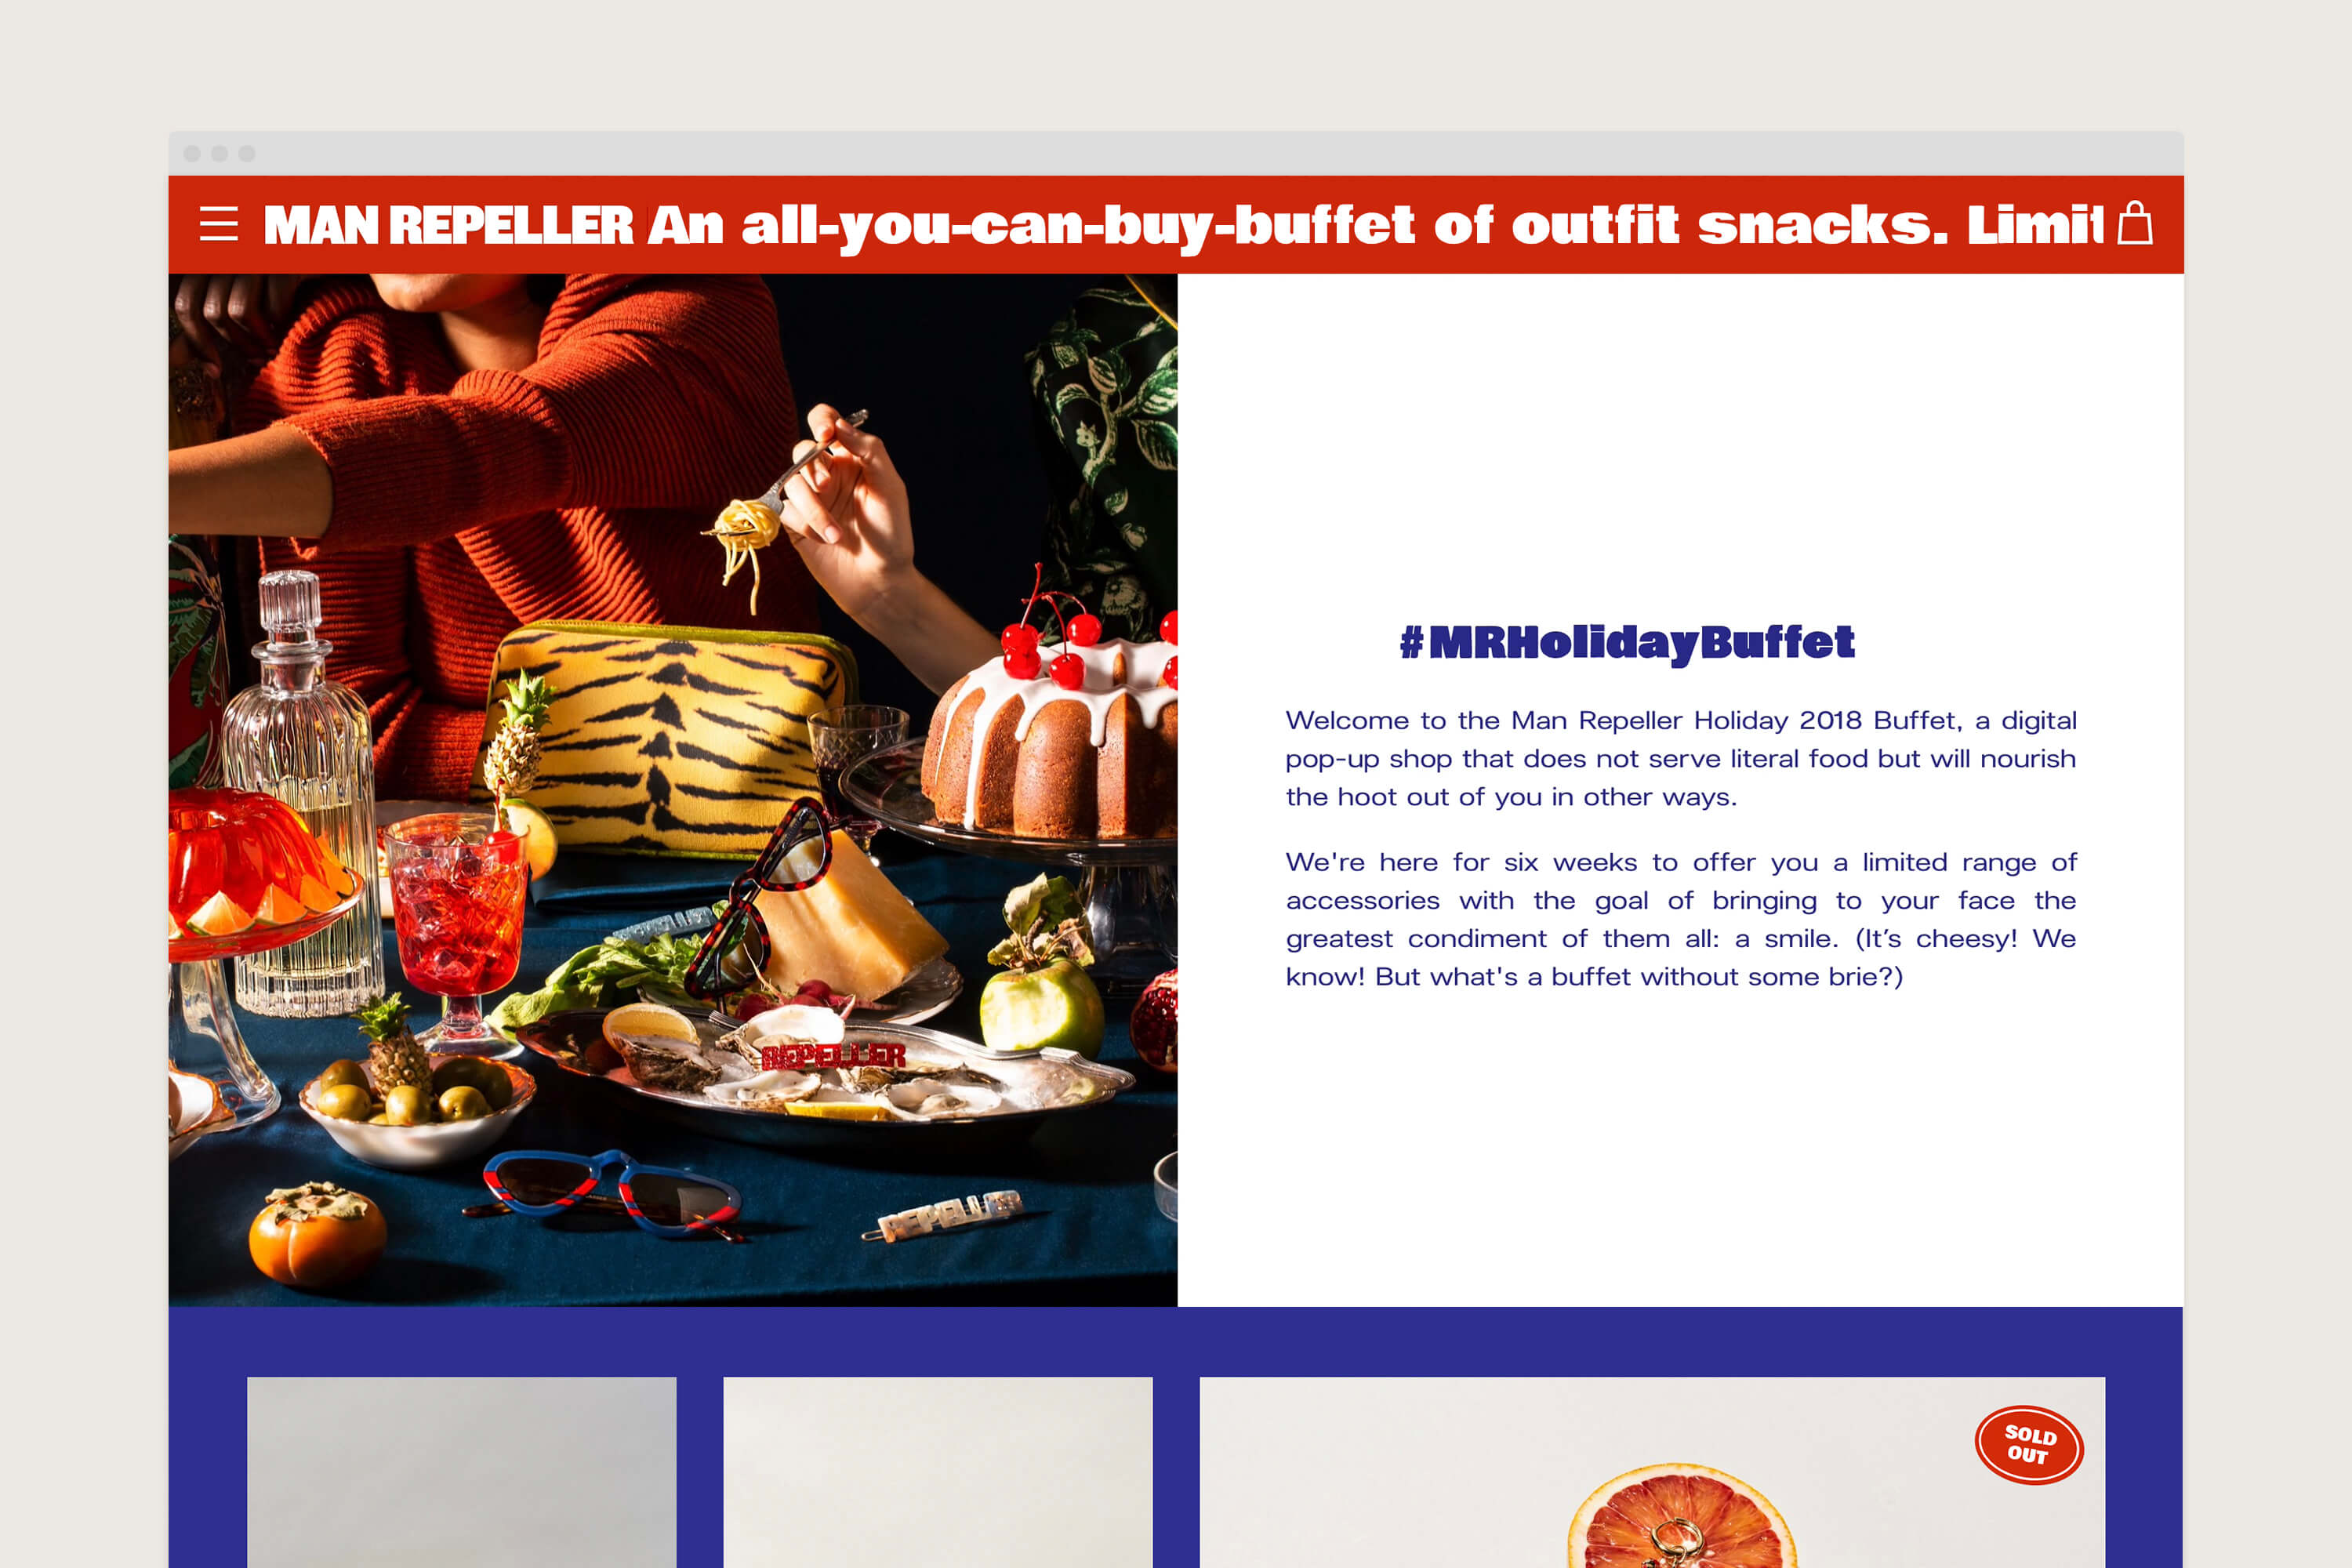 MAN REPELLER An all-you-can-buy-buffet of outfit snacks. Limit
#MRHolidayBuffet
Welcome to the Man Repeller Holiday 2018 Buffet, a digital
pop-up shop that does not serve literal food but will nourish
the hoot out of you in other ways.
We're here for six weeks to offer you a limited range of
accessories with the goal of bringing to your face the
greatest condiment of them all: a smile. (It’s cheesy! We
know! But what's a buffet without some brie?)
REPELLER
REPELLER
SOLD
OUT